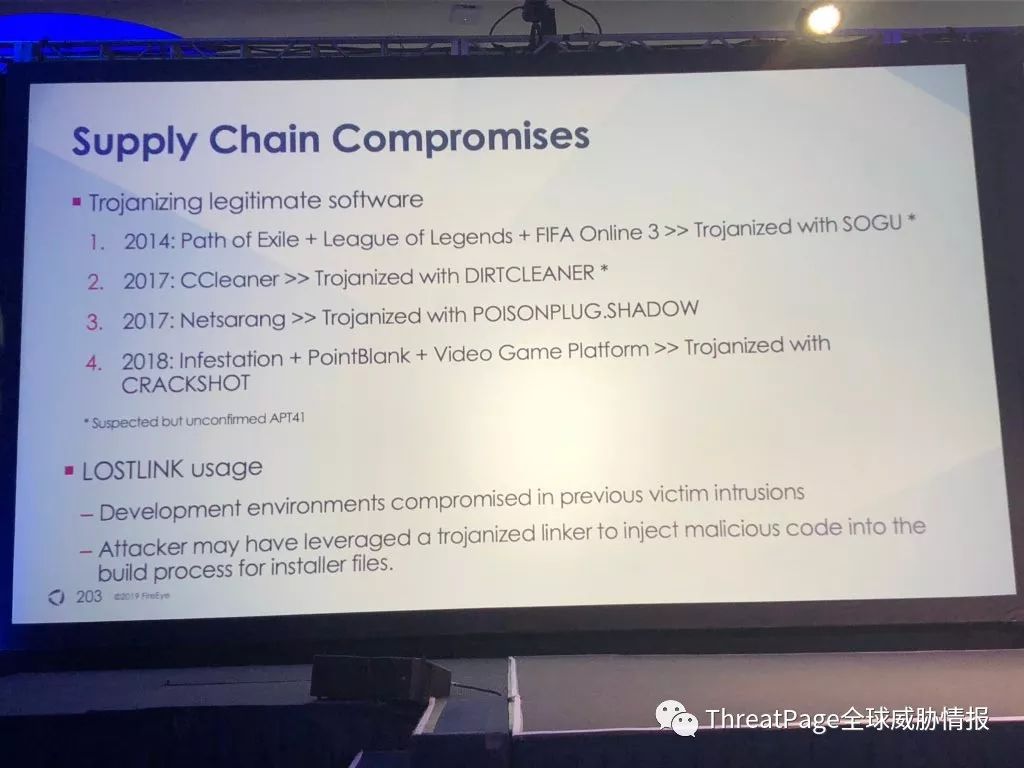 Supply Chain Compromises
▪ Trojanizing legitimate software
1. 2014: Path of Exile + League of Legends + FIFA Online 3 >> Trojanized with SOGU *
2. 2017: CCleaner >> Trojanized with DIRTCLEANER *
3. 2017: Netsarang >> Trojanized with POISONPLUG.SHADOW
4. 2018: Infestation + PointBlank + Video Game Platform >> Trojanized with
CRACKSHOT
* Suspected but unconfirmed APT41
▪ LOSTLINK usage
– Development environments compromised in previous victim intrusions
– Attacker may have leveraged a trojanized linker to inject malicious code into the
build process for installer files.
203 ©2019 FireEye
ThreatPage全球威胁情报